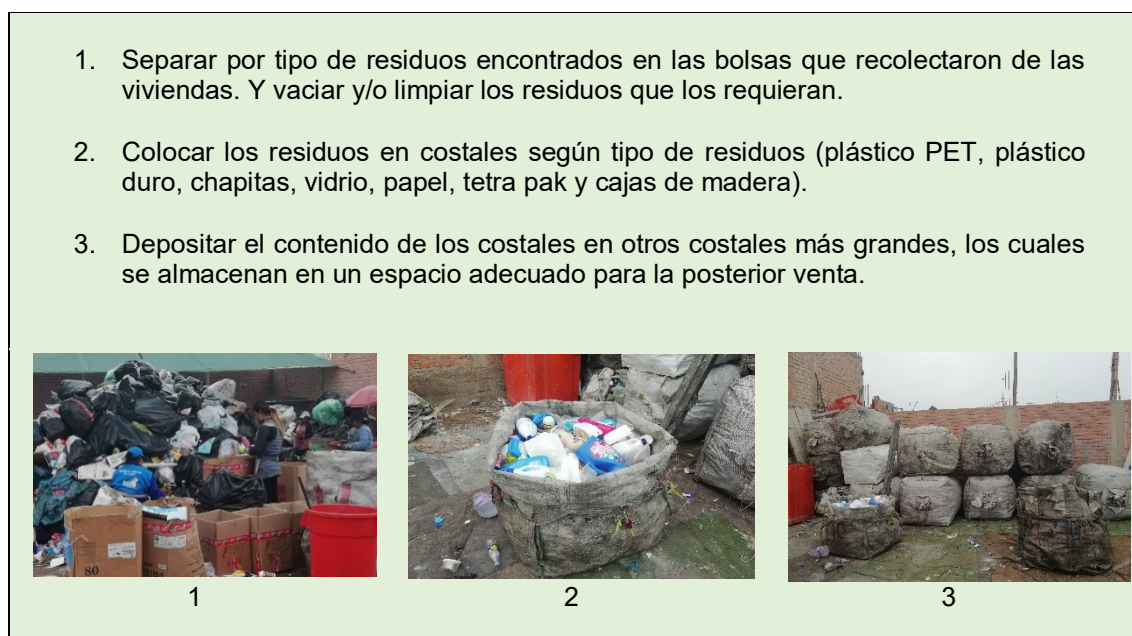 1. Separar por tipo de residuos encontrados en las bolsas que recolectaron de las
viviendas. Y vaciar y/o limpiar los residuos que los requieran.
2. Colocar los residuos en costales según tipo de residuos (plástico PET, plástico
duro, chapitas, vidrio, papel, tetra pak y cajas de madera).
3. Depositar el contenido de los costales en otros costales más grandes, los cuales
se almacenan en un espacio adecuado para la posterior venta.
80
1
2
3